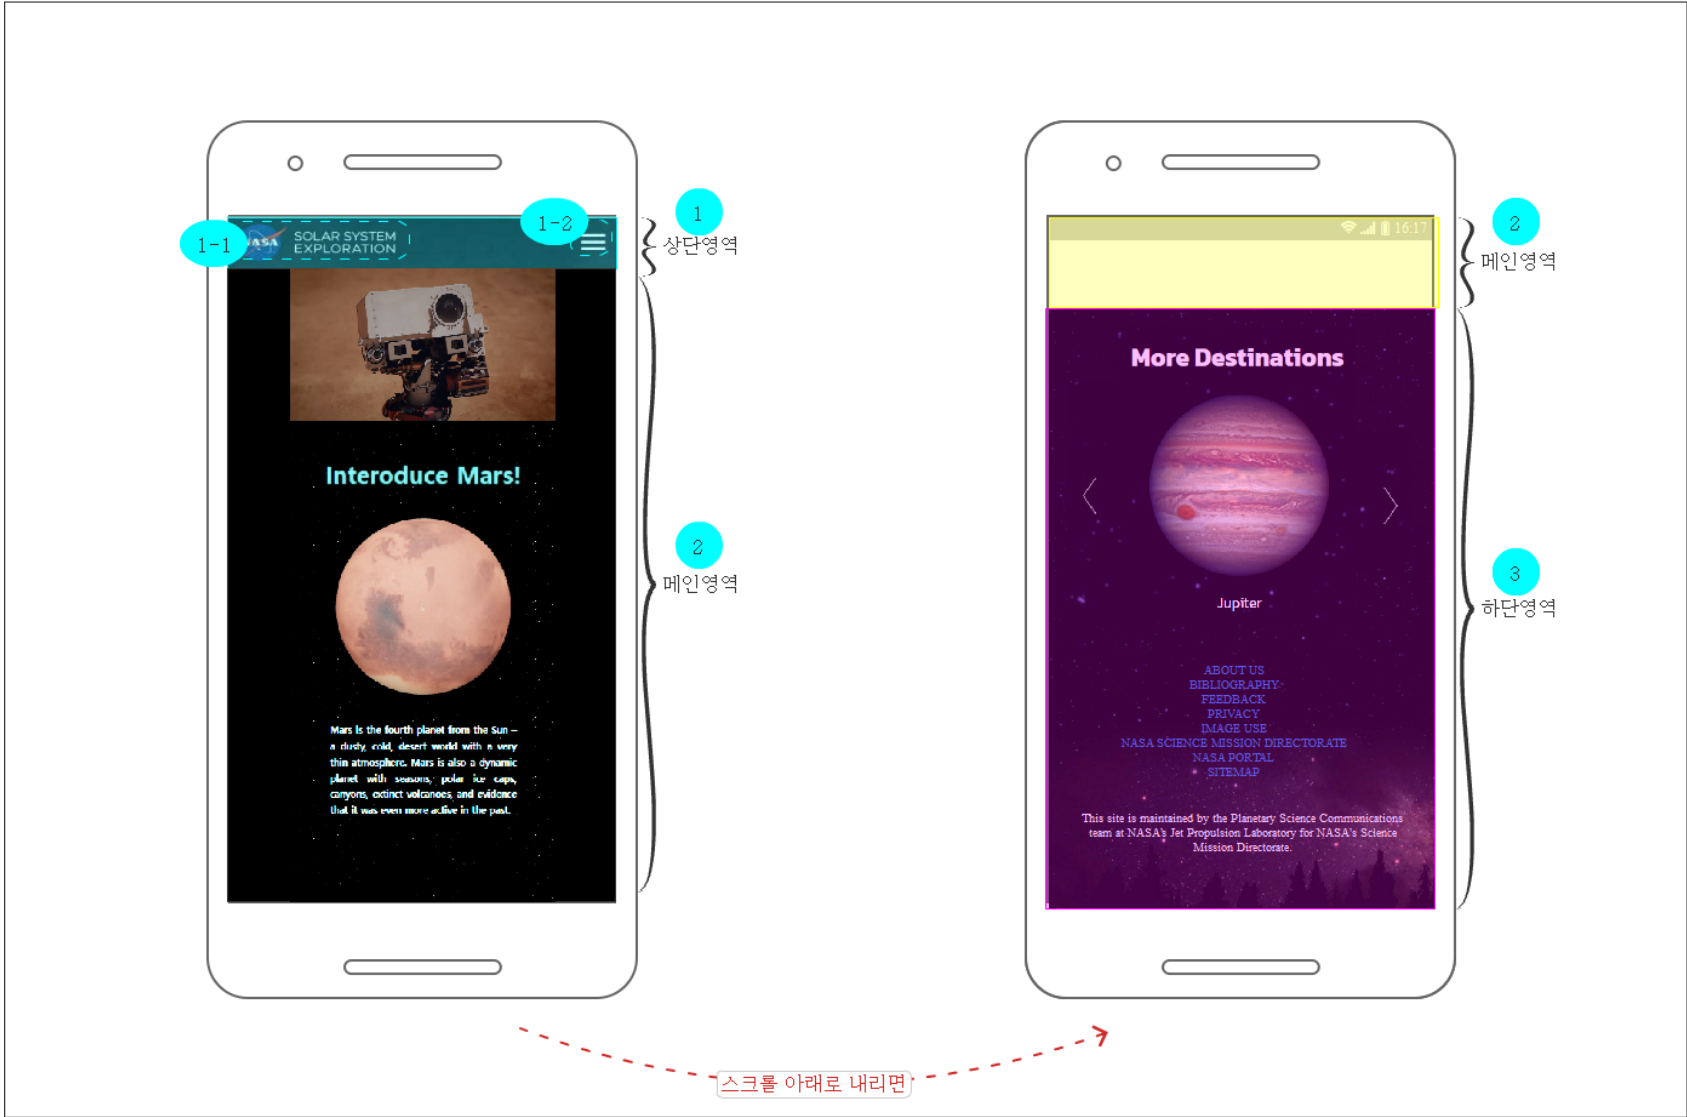 1-1
NASA
SOLAR SYSTEM
EXPLORATION
1-2
1
상단영역
Interoduce Mars!
2
메인영역
Mars is the fourth planet from the Sun –
a dusty, cold, desert world with a very
thin atmosphere. Mars is also a dynamic
planet with seasons, polar ice caps,
canyons, extinct volcanoes, and evidence
that it was even more active in the past.
16:17
2
메인영역
More Destinations
Jupiter
3
하단영역
ABOUT US
BIBLIOGRAPHY
FEEDBACK
PRIVACY
IMAGE USE
NASA SCIENCE MISSION DIRECTORATE
NASA PORTAL
SITEMAP
This site is maintained by the Planetary Science Communications
team at NASA's Jet Propulsion Laboratory for NASA's Science
Mission Directorate.
스크롤 아래로 내리면